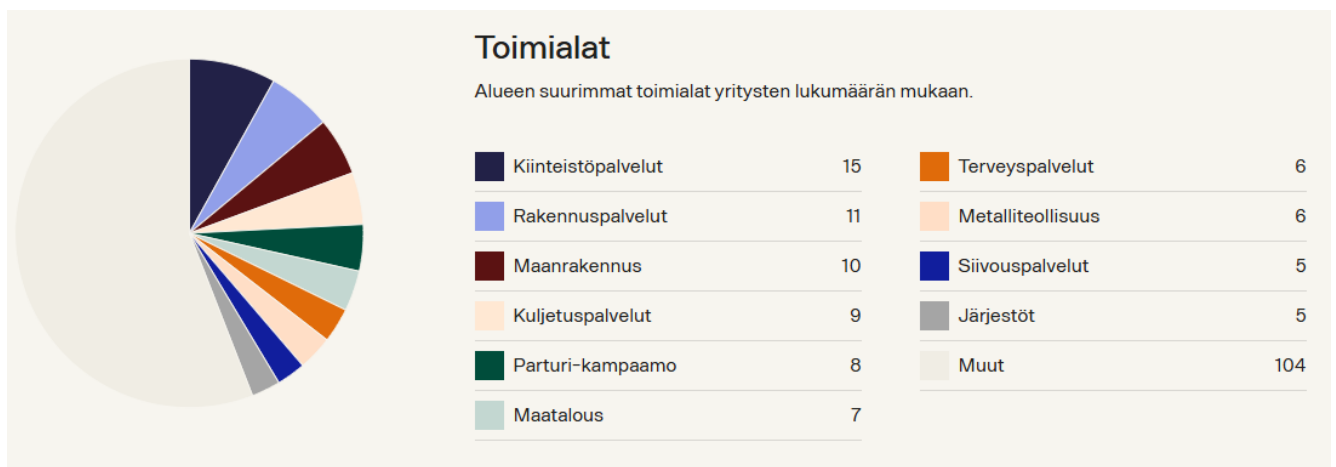 Toimialat
Alueen suurimmat toimialat yritysten lukumäärän mukaan.
Kiinteistöpalvelut 15
Rakennuspalvelut 11
Maanrakennus 10
Kuljetuspalvelut 9
Parturi-kampaamo 8
Maatalous 7
Terveyspalvelut 6
Metalliteollisuus 6
Siivouspalvelut 5
Järjestöt 5
Muut 104